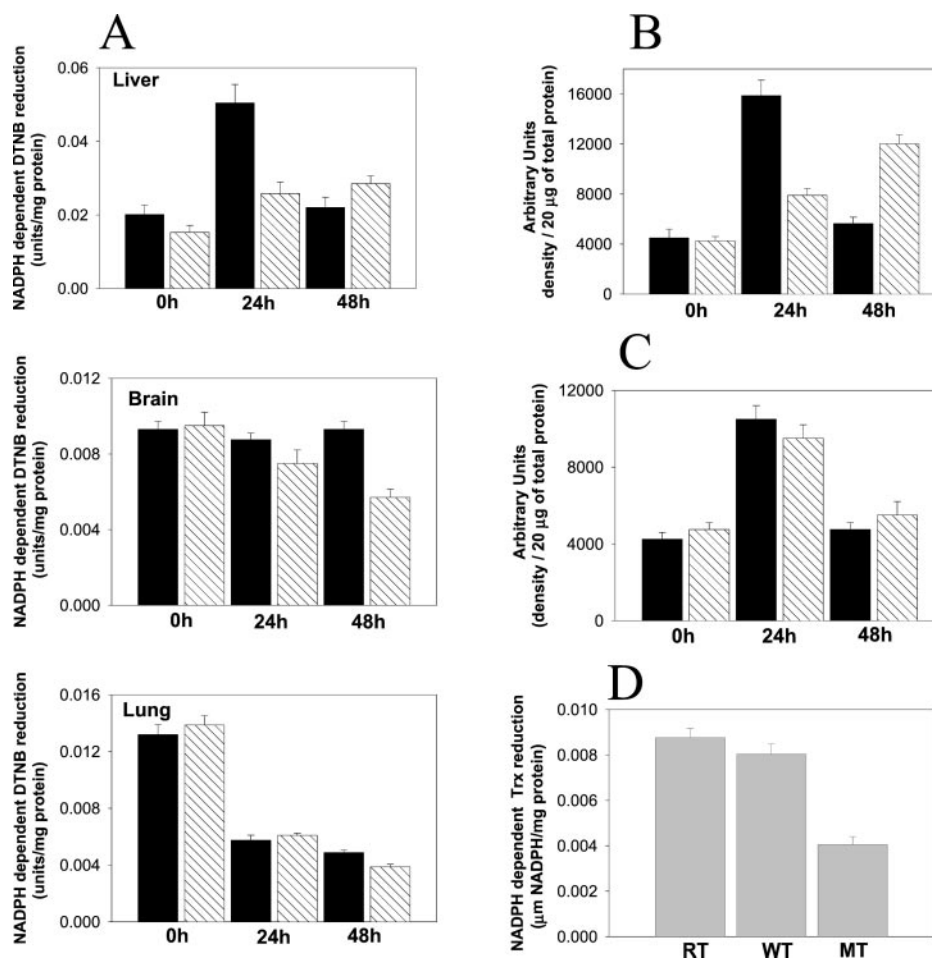 A
NADPH dependent DTNB reduction
(units/mg protein)
0.06
0.04
0.02
0.00
Liver
0h
24h
48h
NADPH dependent DTNB reduction
(units/mg protein)
0.012
0.008
0.004
0.000
Brain
0h
24h
48h
NADPH dependent DTNB reduction
(units/mg protein)
0.016
0.012
0.008
0.004
0.000
Lung
0h
24h
48h
B
Arbitrary Units
density / 20 µg of total protein)
16000
12000
8000
4000
0
0h
24h
48h
C
Arbitrary Units
(density / 20 µg of total protein)
12000
8000
4000
0
0h
24h
48h
D
NADPH dependent Trx reduction
(µm NADPH/mg protein)
0.010
0.008
0.006
0.004
0.002
0.000
RT
WT
MT